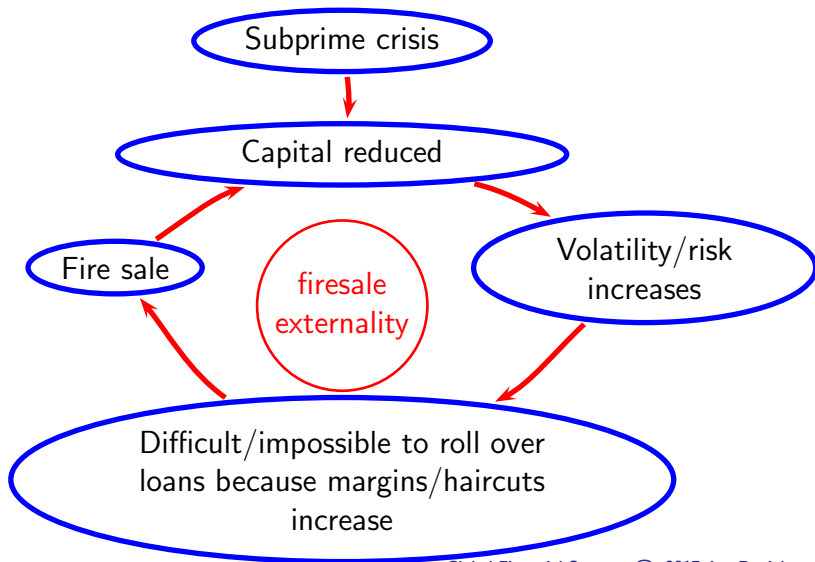 Subprime crisis
Capital reduced
Fire sale
firesale
externality
Volatility/risk
increases
Difficult/impossible to roll over
loans because margins/haircuts
increase